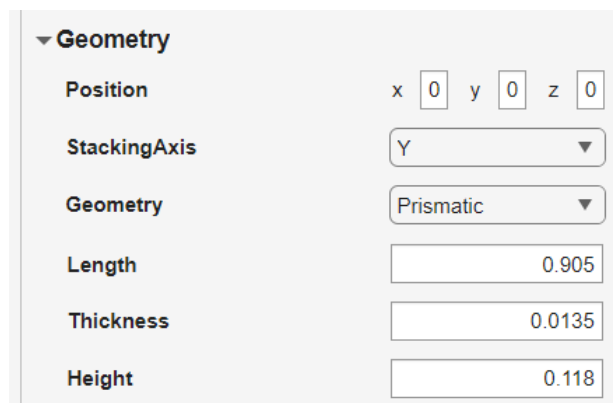 Geometry
Position x 0 y 0 z 0
StackingAxis Y
Geometry Prismatic
Length 0.905
Thickness 0.0135
Height 0.118